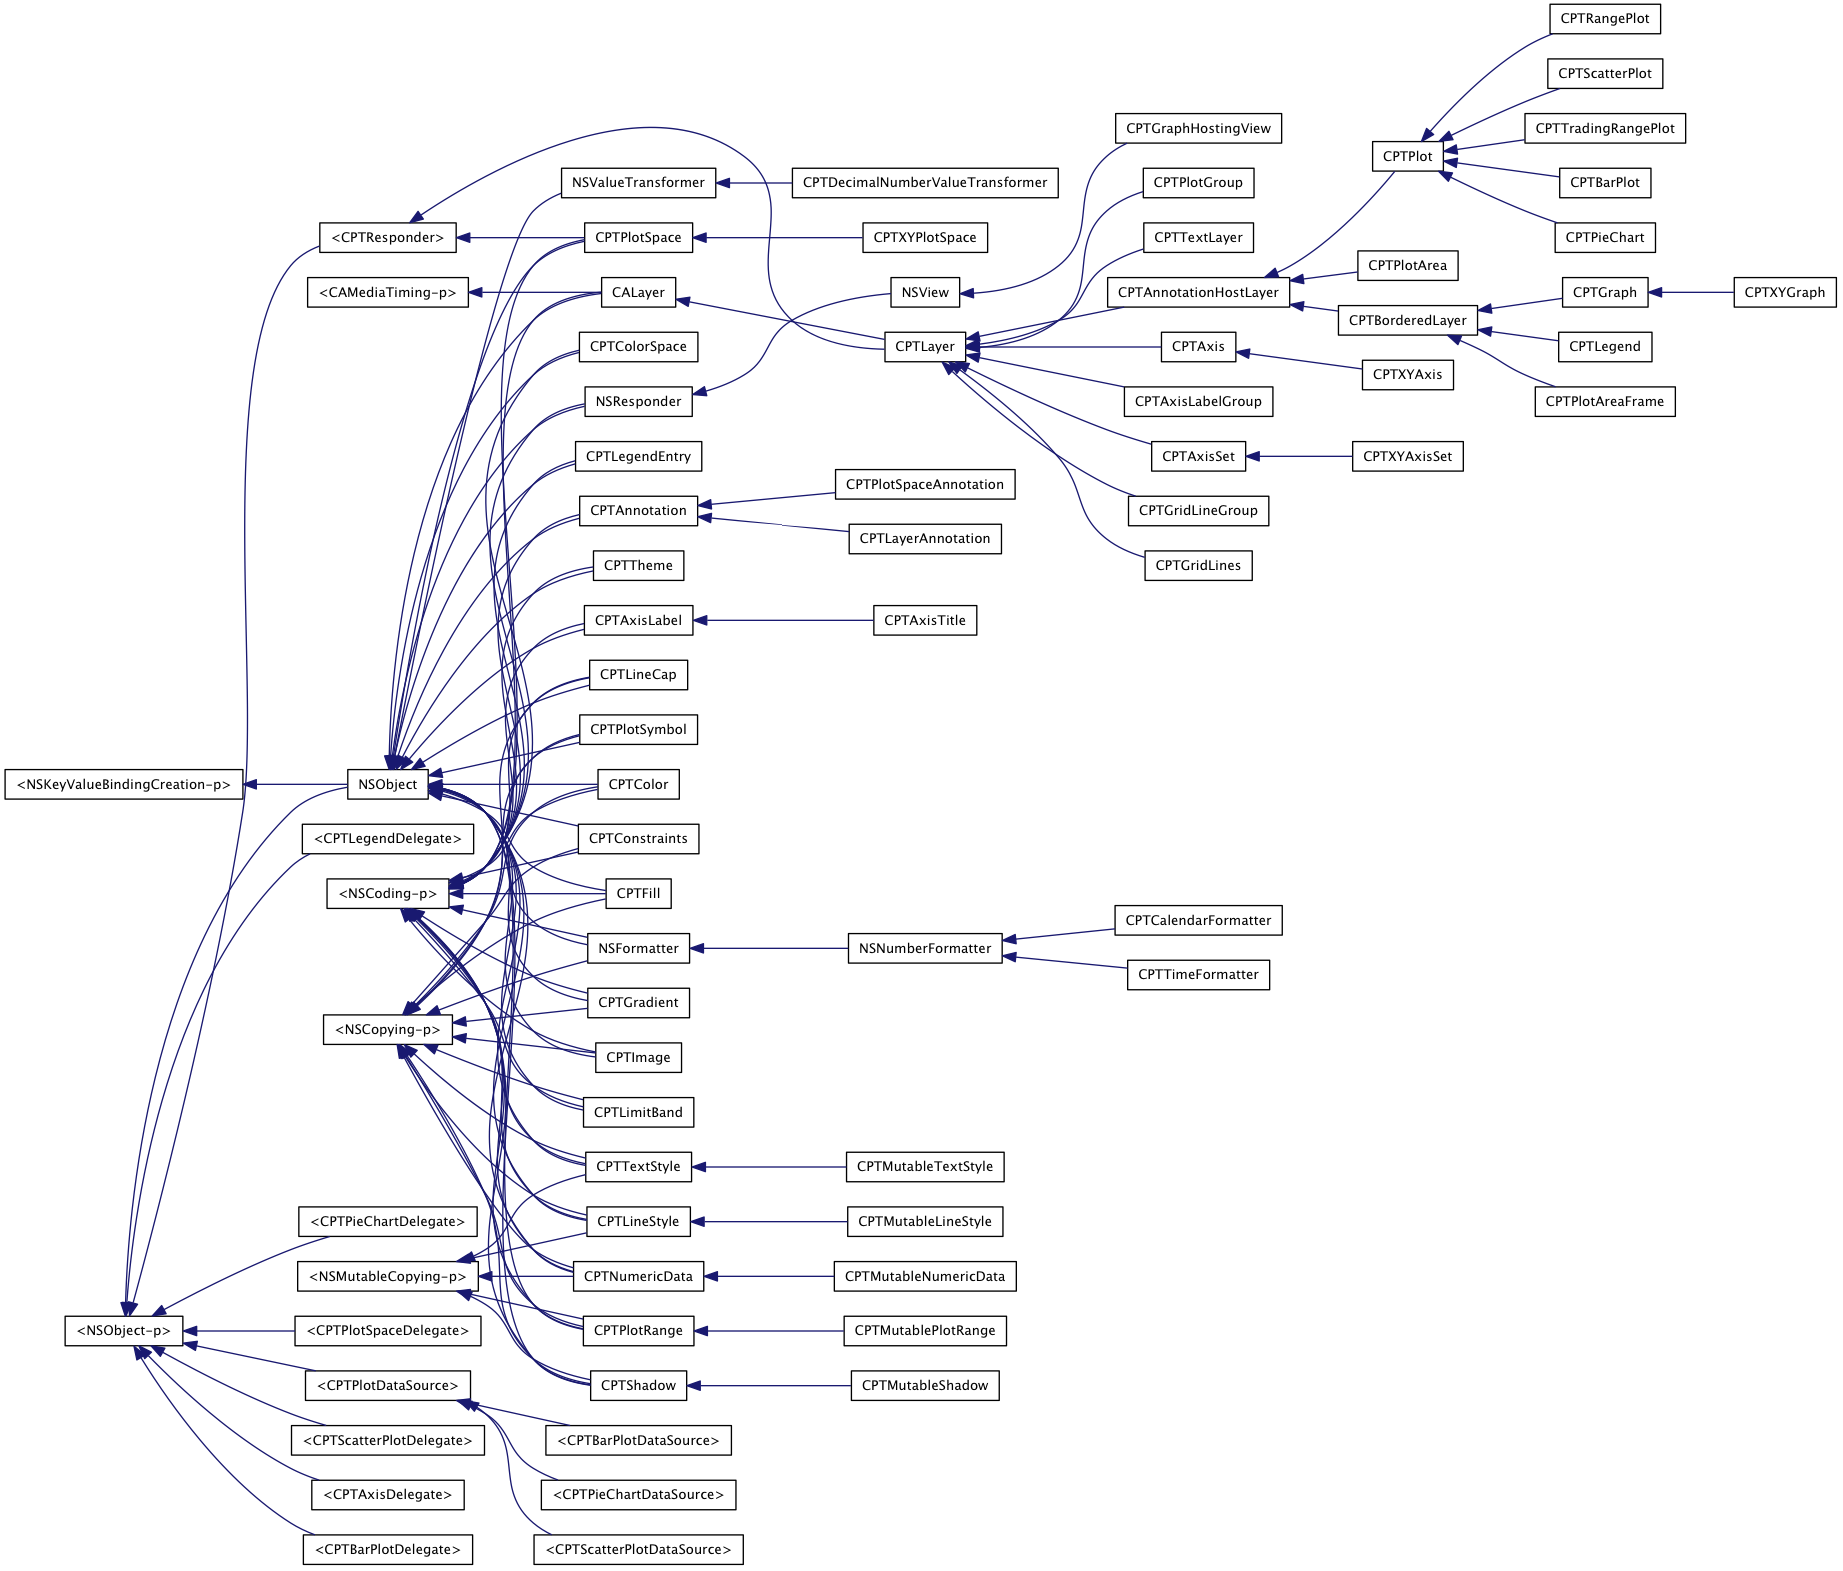 CPTRangePlot
CPTScatterPlot
CPTGraphHostingView
CPTTradingRangePlot
CPTPlot
NSValueTransformer
CPTDecimalNumberValueTransformer
CPTPlotGroup
CPTBarPlot
<CPTResponder>
CPTPlotSpace
CPTXYPlotSpace
CPTTextLayer
CPTPieChart
CPTPlotArea
<CAMediaTiming-p>
CALayer
NSView
CPTAnnotationHostLayer
CPTGraph
CPTXYGraph
CPTBorderedLayer
CPTColorSpace
CPTLayer
CPTAxis
CPTLegend
CPTXYAxis
NSResponder
CPTAxisLabelGroup
CPTPlotAreaFrame
CPTLegendEntry
CPTAxisSet
CPTXYAxisSet
CPTPlotSpaceAnnotation
CPTAnnotation
CPTGridLineGroup
CPTLayerAnnotation
CPTTheme
CPTGridLines
CPTAxisLabel
CPTAxisTitle
CPTLineCap
CPTPlotSymbol
<NSKeyValueBindingCreation-p>
NSObject
CPTColor
<CPTLegendDelegate>
CPTConstraints
<NSCoding-p>
CPTFill
CPTCalendarFormatter
NSFormatter
NSNumberFormatter
CPTTimeFormatter
CPTGradient
<NSCopying-p>
CPTImage
CPTLimitBand
CPTTextStyle
CPTMutableTextStyle
<CPTPieChartDelegate>
CPTLineStyle
CPTMutableLineStyle
<NSMutableCopying-p>
CPTNumericData
CPTMutableNumericData
<NSObject-p>
<CPTPlotSpaceDelegate>
CPTPlotRange
CPTMutablePlotRange
<CPTPlotDataSource>
CPTShadow
CPTMutableShadow
<CPTScatterPlotDelegate>
<CPTBarPlotDataSource>
<CPTAxisDelegate>
<CPTPieChartDataSource>
<CPTBarPlotDelegate>
<CPTScatterPlotDataSource>